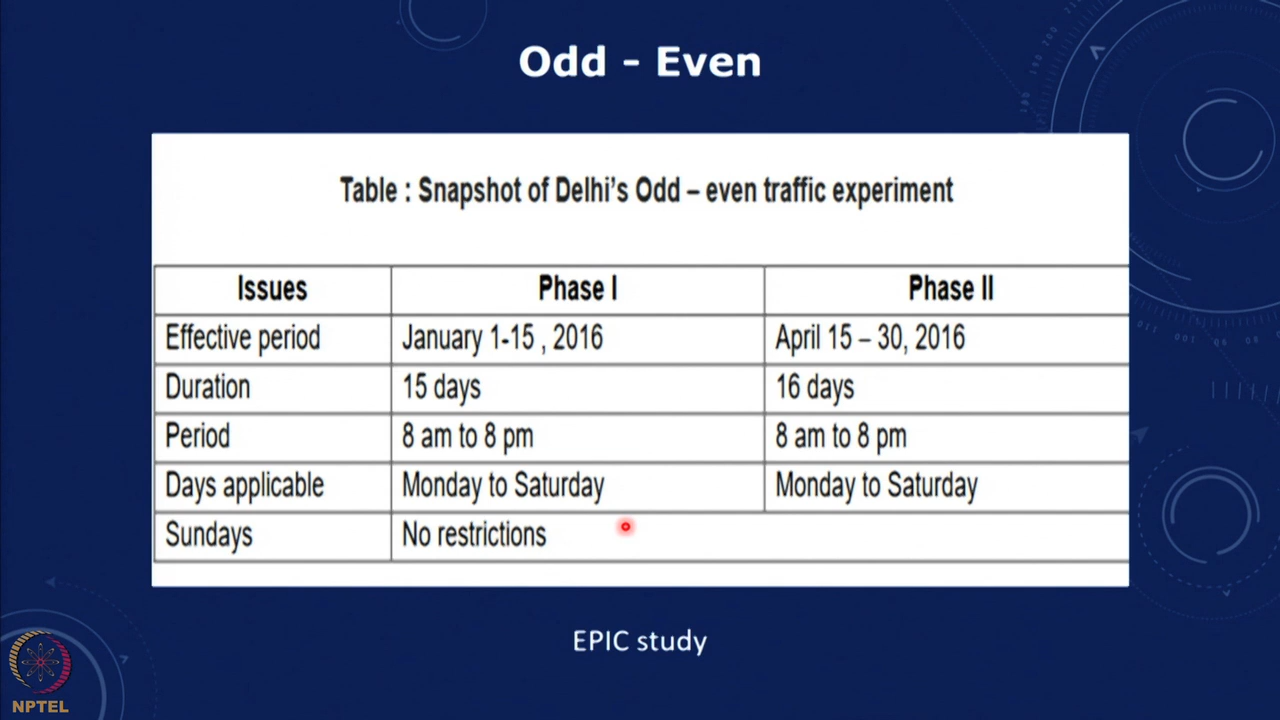 Odd - Even
Table : Snapshot of Delhi's Odd – even traffic experiment
Issues Phase I Phase II
Effective period January 1-15 , 2016 April 15 – 30, 2016
Duration 15 days 16 days
Period 8 am to 8 pm 8 am to 8 pm
Days applicable Monday to Saturday Monday to Saturday
Sundays No restrictions
EPIC study
NPTEL